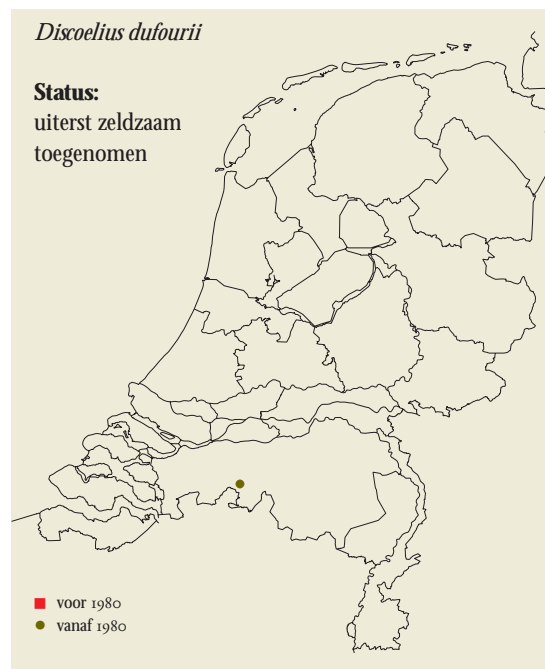 Discoelius dufourii
Status:
uiterst zeldzaam
toegenomen
voor 1980
vanaf 1980